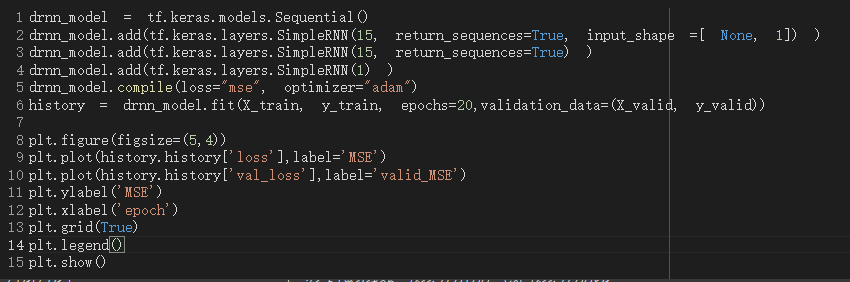 1 drnn_model = tf.keras.models.Sequential()
2 drnn_model.add(tf.keras.layers.SimpleRNN(15, return_sequences=True, input_shape =[ None, 1]) )
3 drnn_model.add(tf.keras.layers.SimpleRNN(15, return_sequences=True) )
4 drnn_model.add(tf.keras.layers.SimpleRNN(1) )
5 drnn_model.compile(loss="mse", optimizer="adam")
6 history = drnn_model.fit(X_train, y_train, epochs=20,validation_data=(X_valid, y_valid))
7
8 plt.figure(figsize=(5,4))
9 plt.plot(history.history['loss'],label='MSE')
10 plt.plot(history.history['val_loss'],label='valid_MSE')
11 plt.ylabel('MSE')
12 plt.xlabel('epoch')
13 plt.grid(True)
14 plt.legend()
15 plt.show()